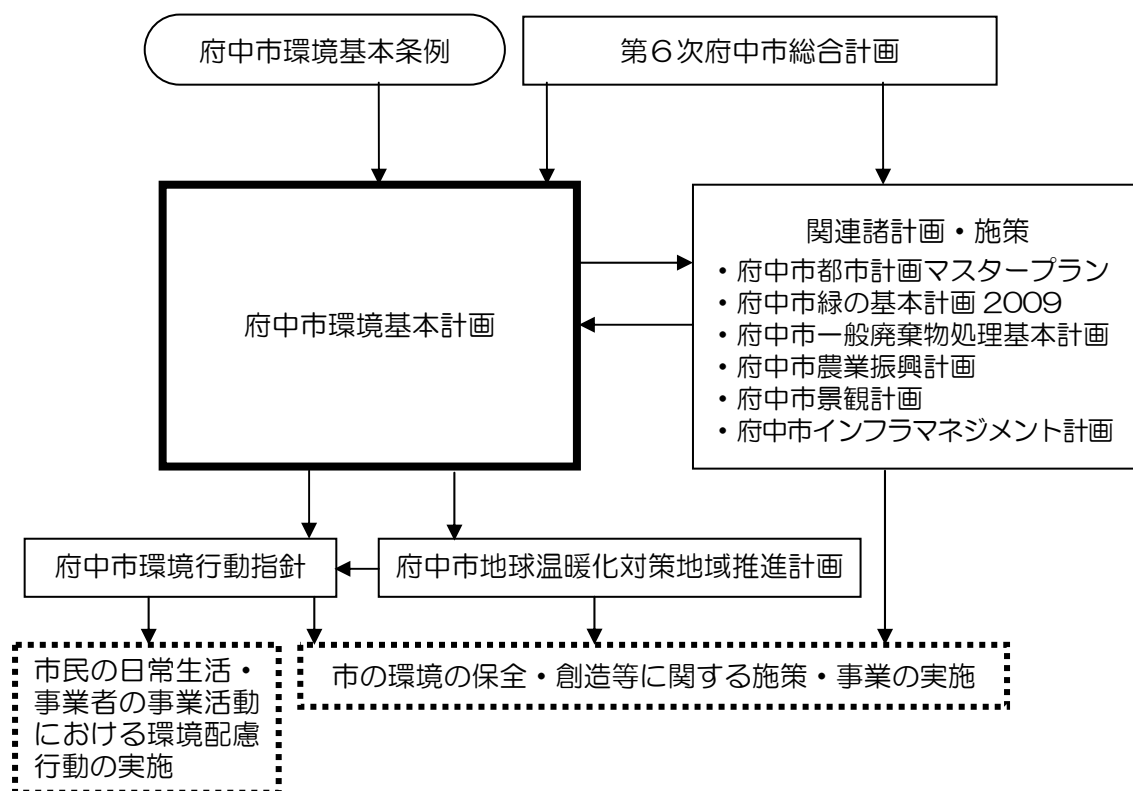 府中市環境基本条例
第6次府中市総合計画
府中市環境基本計画
関連諸計画・施策
・府中市都市計画マスタープラン
・府中市緑の基本計画 2009
・府中市一般廃棄物処理基本計画
・府中市農業振興計画
・府中市景観計画
・府中市インフラマネジメント計画
府中市環境行動指針
府中市地球温暖化対策地域推進計画
市民の日常生活・
事業者の事業活動
における環境配慮
行動の実施
市の環境の保全・創造等に関する施策・事業の実施